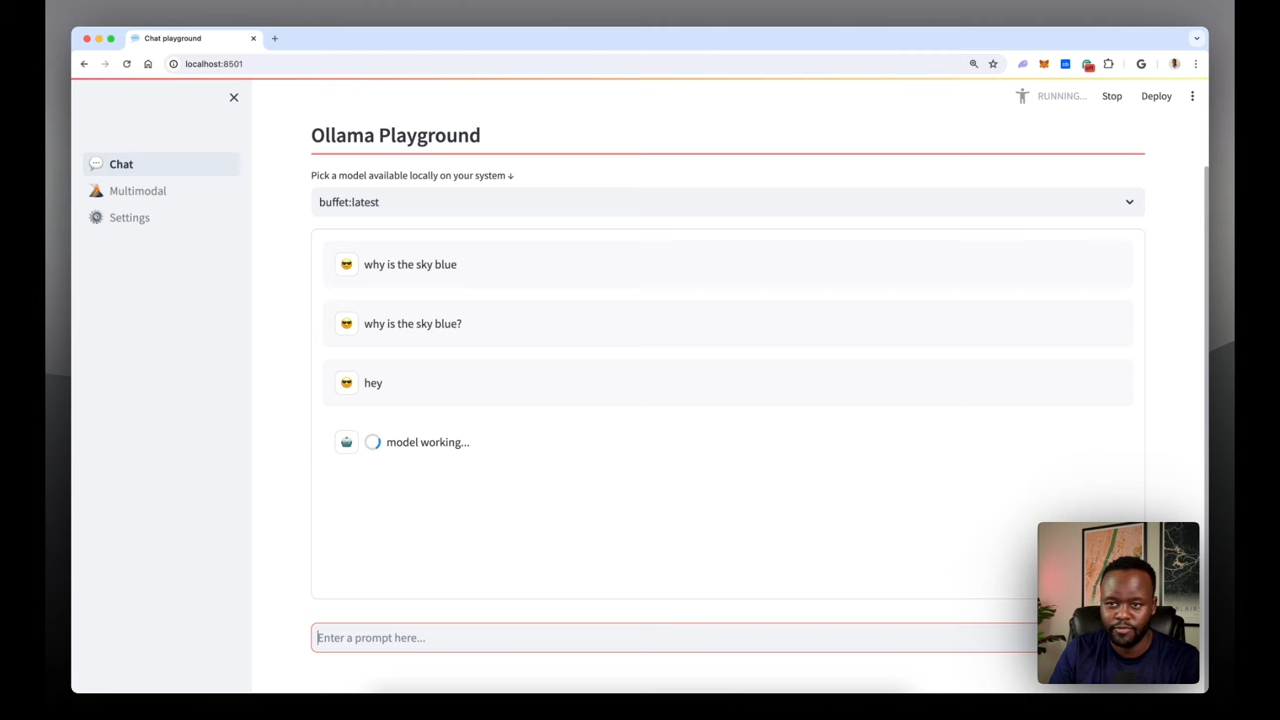 Chat playground
localhost:8501
RUNNING...
Stop
Deploy
Chat
Multimodal
Settings
Ollama Playground
Pick a model available locally on your system ↓
buffet:latest
why is the sky blue
why is the sky blue?
hey
model working...
Enter a prompt here...